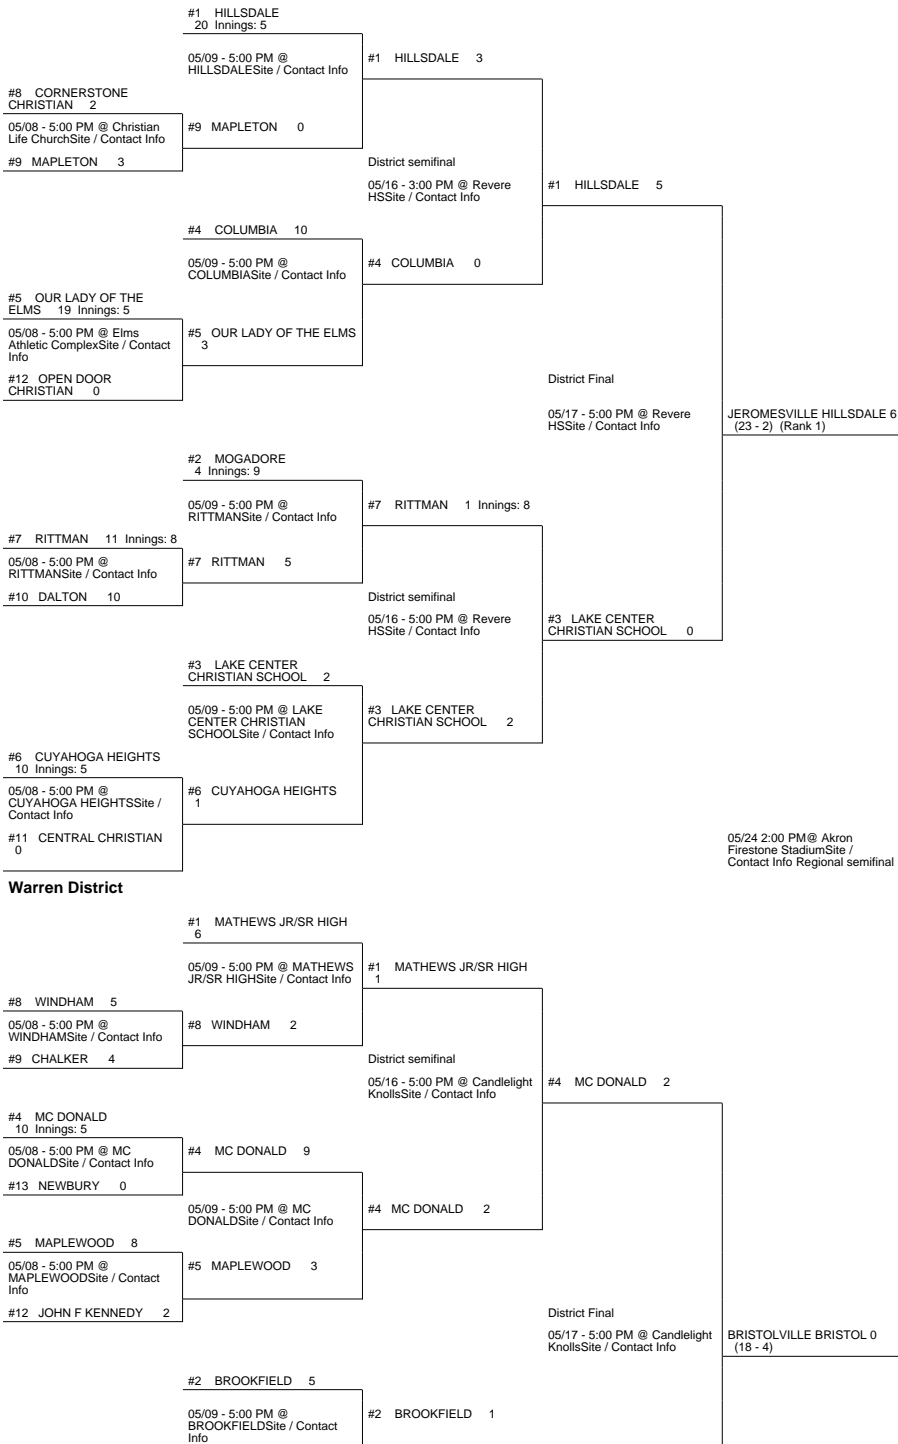 #1 HILLSDALE
20 Innings: 5
05/09 - 5:00 PM @
HILLSDALESite / Contact Info
#1 HILLSDALE 3
#8 CORNERSTONE
CHRISTIAN 2
05/08 - 5:00 PM @ Christian
Life ChurchSite / Contact Info
#9 MAPLETON 0
#9 MAPLETON 3
District semifinal
05/16 - 3:00 PM @ Revere
HSSite / Contact Info
#1 HILLSDALE 5
#4 COLUMBIA 10
05/09 - 5:00 PM @
COLUMBIASite / Contact Info
#4 COLUMBIA 0
#5 OUR LADY OF THE
ELMS 19 Innings: 5
05/08 - 5:00 PM @ Elms
Athletic ComplexSite / Contact
Info
#5 OUR LADY OF THE ELMS
3
#12 OPEN DOOR
CHRISTIAN 0
District Final
05/17 - 5:00 PM @ Revere
HSSite / Contact Info
JEROMESVILLE HILLSDALE 6
(23 - 2) (Rank 1)
#2 MOGADORE
4 Innings: 9
05/09 - 5:00 PM @
RITTMANSite / Contact Info
#7 RITTMAN 1 Innings: 8
#7 RITTMAN 11 Innings: 8
05/08 - 5:00 PM @
RITTMANSite / Contact Info
#7 RITTMAN 5
#10 DALTON 10
District semifinal
05/16 - 5:00 PM @ Revere
HSSite / Contact Info
#3 LAKE CENTER
CHRISTIAN SCHOOL 0
#3 LAKE CENTER
CHRISTIAN SCHOOL 2
05/09 - 5:00 PM @ LAKE
CENTER CHRISTIAN
SCHOOLSite / Contact Info
#3 LAKE CENTER
CHRISTIAN SCHOOL 2
#6 CUYAHOGA HEIGHTS
10 Innings: 5
05/08 - 5:00 PM @
CUYAHOGA HEIGHTSSite /
Contact Info
#6 CUYAHOGA HEIGHTS
1
#11 CENTRAL CHRISTIAN
0
05/24 2:00 PM@ Akron
Firestone StadiumSite /
Contact Info Regional semifinal
Warren District
#1 MATHEWS JR/SR HIGH
6
05/09 - 5:00 PM @ MATHEWS
JR/SR HIGHSite / Contact Info
#1 MATHEWS JR/SR HIGH
1
#8 WINDHAM 5
05/08 - 5:00 PM @
WINDHAMSite / Contact Info
#8 WINDHAM 2
#9 CHALKER 4
District semifinal
05/16 - 5:00 PM @ Candlelight
KnollsSite / Contact Info
#4 MC DONALD 2
#4 MC DONALD
10 Innings: 5
05/08 - 5:00 PM @ MC
DONALDSite / Contact Info
#4 MC DONALD 9
#13 NEWBURY 0
05/09 - 5:00 PM @ MC
DONALDSite / Contact Info
#4 MC DONALD 2
#5 MAPLEWOOD 8
05/08 - 5:00 PM @
MAPLEWOODSite / Contact
Info
#5 MAPLEWOOD 3
#12 JOHN F KENNEDY 2
District Final
05/17 - 5:00 PM @ Candlelight
KnollsSite / Contact Info
BRISTOLVILLE BRISTOL 0
(18 - 4)
#2 BROOKFIELD 5
05/09 - 5:00 PM @
BROOKFIELDSite / Contact
Info
#2 BROOKFIELD 1